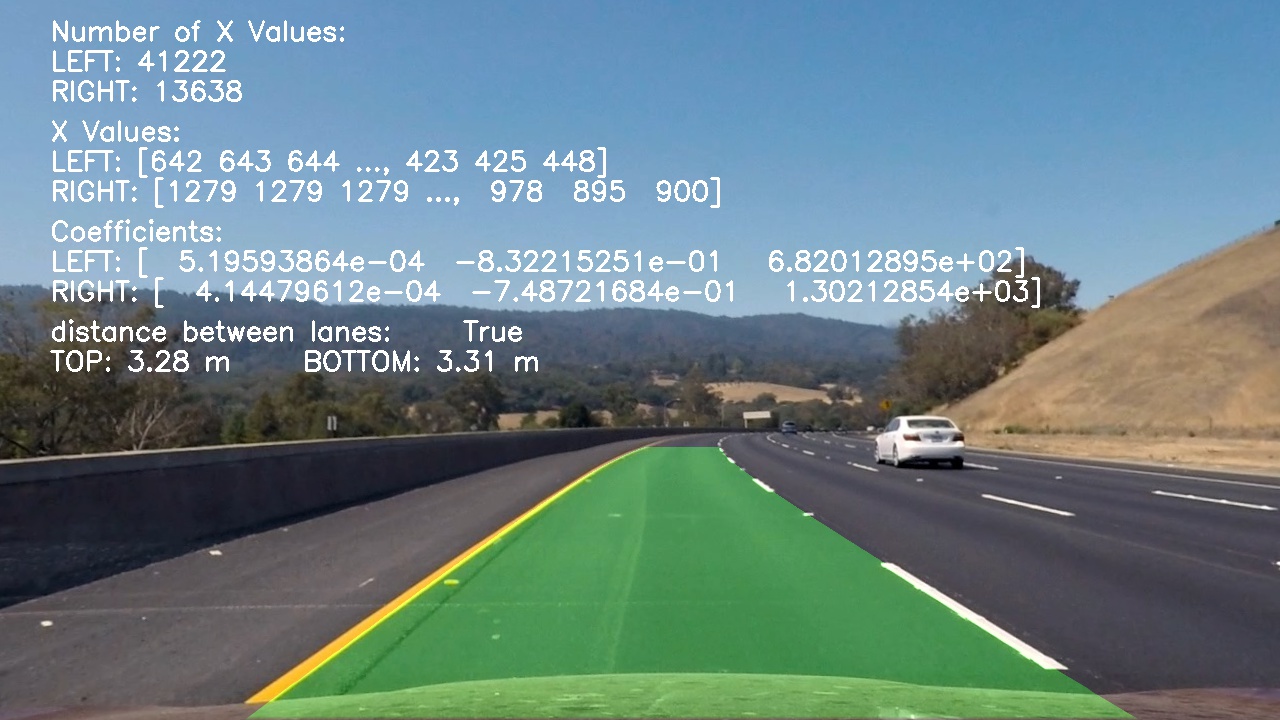 Number of X Values:
LEFT: 41222
RIGHT: 13638
X Values:
LEFT: [642 643 644 ..., 423 425 448]
RIGHT: [1279 1279 1279 ..., 978 895 900]
Coefficients:
LEFT: [ 5.19593864e-04 -8.32215251e-01 6.82012895e+02]
RIGHT: [ 4.14479612e-04 -7.48721684e-01 1.30212854e+03]
distance between lanes: True
TOP: 3.28 m BOTTOM: 3.31 m